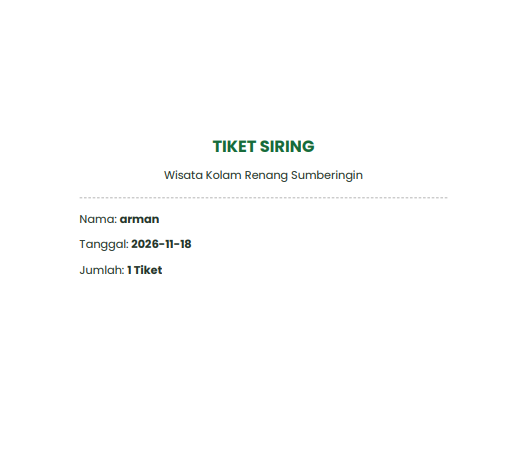 TIKET SIRING
Wisata Kolam Renang Sumberingin
Nama: arman
Tanggal: 2026-11-18
Jumlah: 1 Tiket